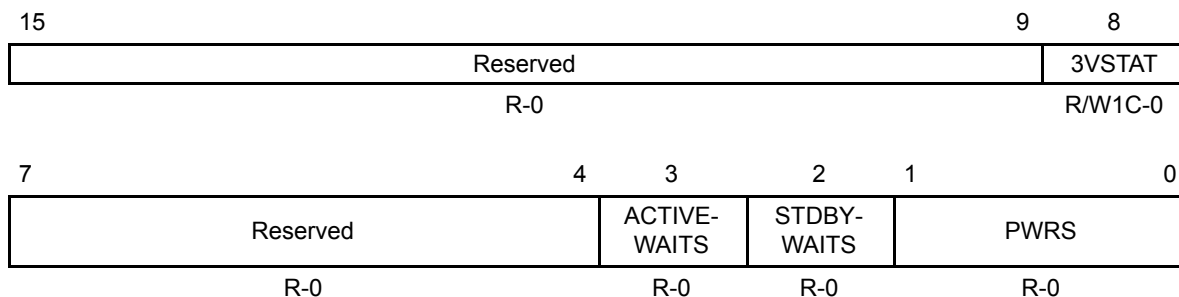 15 9 8
Reserved 3VSTAT
R-0 R/W1C-0
7 4 3 2 1 0
Reserved ACTIVE- STDBY- PWRS
WAITS WAITS
R-0 R-0 R-0 R-0